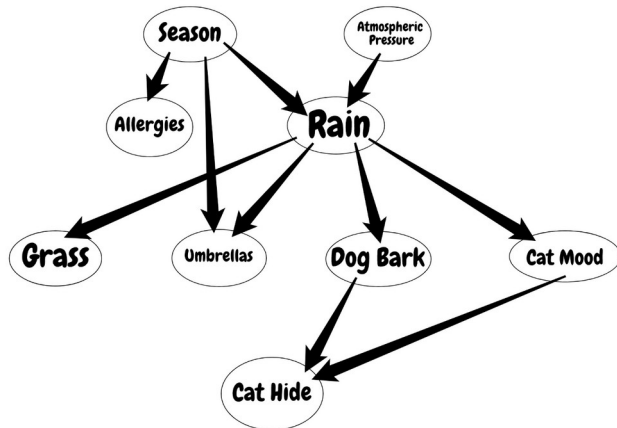 Season
Atmospheric
Pressure
Allergies
Rain
Grass
Umbrellas
Dog Bark
Cat Mood
Cat Hide